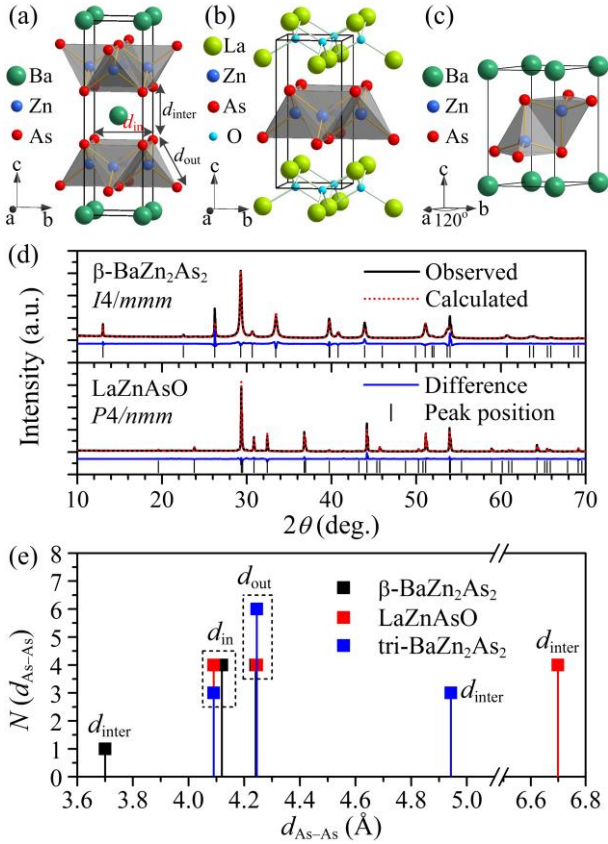 (a)
Ba
Zn
As
d_in
d_inter
d_out
c
a
b
(b)
La
Zn
As
O
c
a
b
(c)
Ba
Zn
As
c
a
120°
b
(d)
β-BaZn₂As₂
I4/mmm
Observed
Calculated
LaZnAsO
P4/nmm
Difference
Peak position
Intensity (a.u.)
10 20 30 40 50 60 70
2θ (deg.)
(e)
8
7
6
5
4
3
2
1
0
N (d_As–As)
d_inter
d_in
d_out
β-BaZn₂As₂
LaZnAsO
tri-BaZn₂As₂
d_inter
d_inter
3.6 3.8 4.0 4.2 4.4 4.6 4.8 5.0 6.6 6.8
d_As–As (Å)